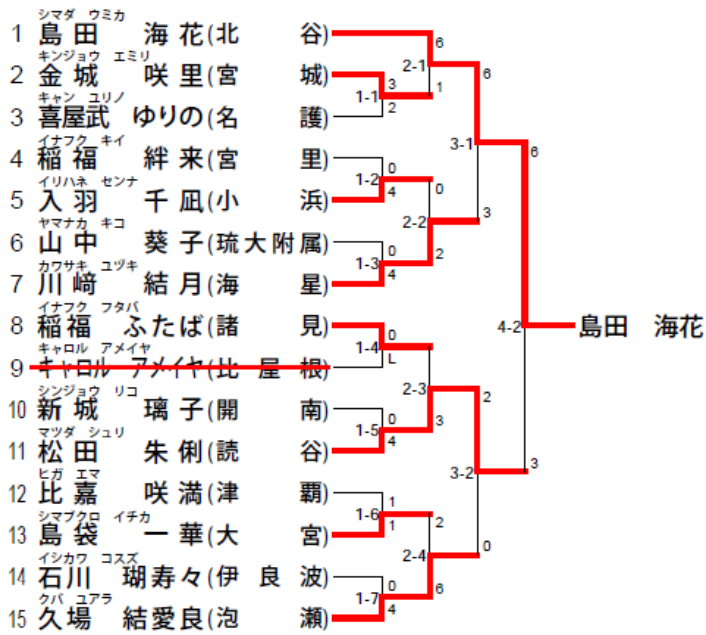 シマダ ウミカ
1 島田 海花(北 谷)
キンジョウ エミリ
2 金城 咲里(宮 城)
キャン ユリノ
3 喜屋武 ゆりの(名 護)
イナフク キイ
4 稲福 絆来(宮 里)
イリハネ センナ
5 入羽 千凪(小 浜)
ヤマナカ キコ
6 山中 葵子(琉大附属)
カワサキ ユヅキ
7 川﨑 結月(海 星)
イナフク フタバ
8 稲福 ふたば(諸 見)
キャロル アメイヤ
9 キャロル アメイヤ(比 屋 根)
シンジョウ リコ
10 新城 璃子(開 南)
マツダ シュリ
11 松田 朱俐(読 谷)
ヒガ エマ
12 比嘉 咲満(津 覇)
シマブクロ イチカ
13 島袋 一華(大 宮)
イシカワ コスズ
14 石川 瑚寿々(伊 良 波)
クバ ユアラ
15 久場 結愛良(泡 瀬)
3
1-1
2
0
1-2
4
0
1-3
4
0
1-4
L
0
1-5
4
1
1-6
1
0
1-7
4
6
2-1
1
0
2-2
2
2-3
3
2
2-4
6
6
3-1
3
2
3-2
0
6
4-2
3
島田 海花